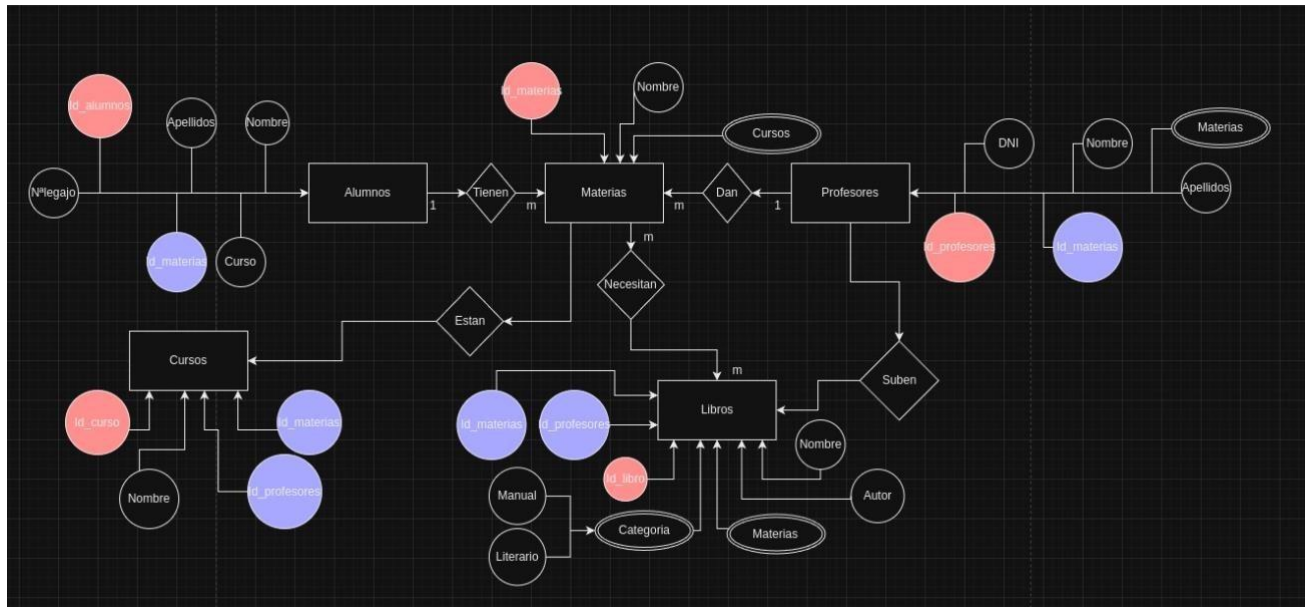 Id_alumnos
Apellidos
Nombre
Nªlegajo
Id_materias
Curso
Alumnos
1
Tienen
m
Id_materias
Nombre
Cursos
Materias
m
Dan
1
Profesores
DNI
Nombre
Materias
Apellidos
Id_profesores
Id_materias
m
Necesitan
m
Estan
Suben
Cursos
Id_curso
Nombre
Id_materias
Id_profesores
Libros
Id_materias
Id_profesores
Id_libro
Nombre
Autor
Manual
Literario
Categoria
Materias